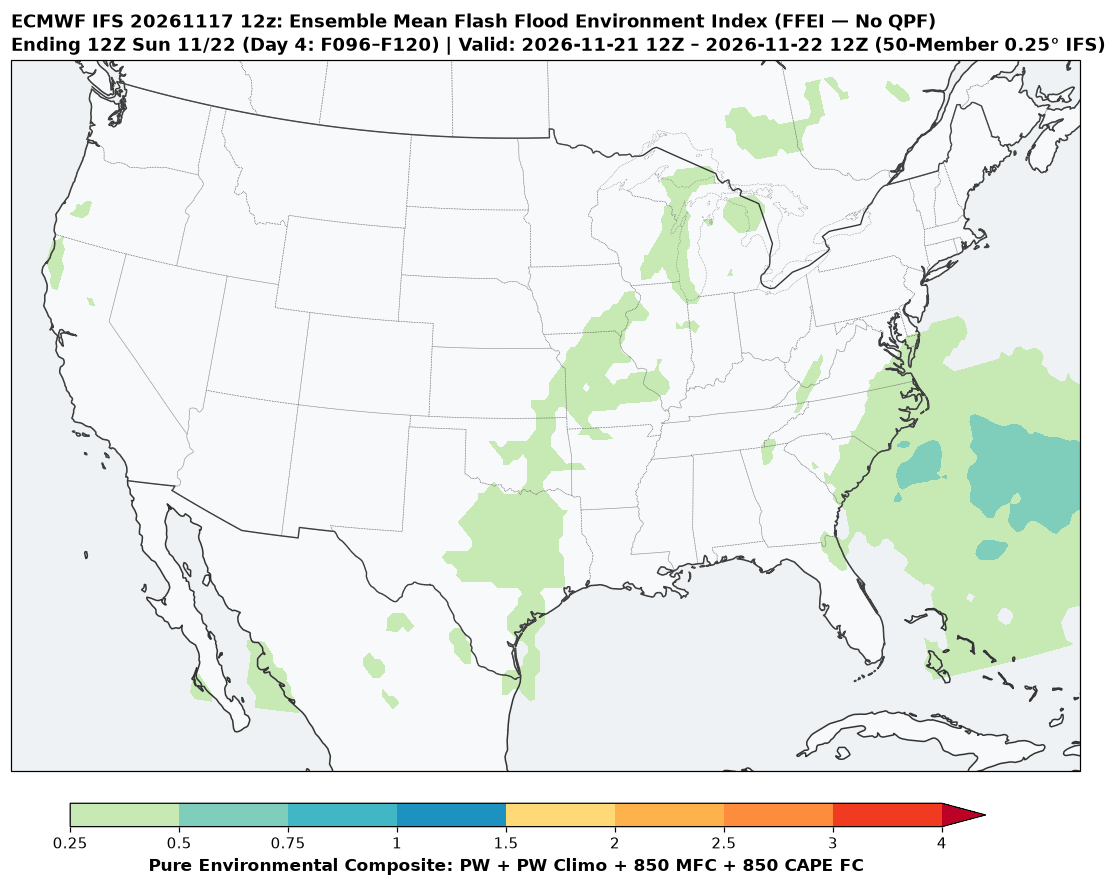 ECMWF IFS 20261117 12z: Ensemble Mean Flash Flood Environment Index (FFEI — No QPF)
Ending 12Z Sun 11/22 (Day 4: F096–F120) | Valid: 2026-11-21 12Z – 2026-11-22 12Z (50-Member 0.25° IFS)
0.25 0.5 0.75 1 1.5 2 2.5 3 4
Pure Environmental Composite: PW + PW Climo + 850 MFC + 850 CAPE FC